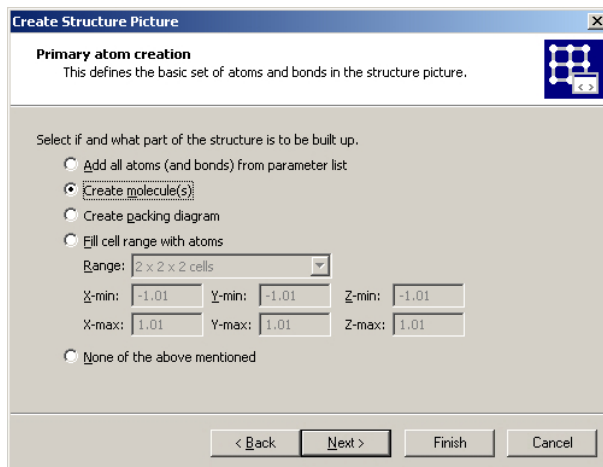 Create Structure Picture
Primary atom creation
This defines the basic set of atoms and bonds in the structure picture.
Select if and what part of the structure is to be built up.
Add all atoms (and bonds) from parameter list
Create molecule(s)
Create packing diagram
Fill cell range with atoms
Range: 2 x 2 x 2 cells
X-min: -1.01 Y-min: -1.01 Z-min: -1.01
X-max: 1.01 Y-max: 1.01 Z-max: 1.01
None of the above mentioned
< Back Next > Finish Cancel